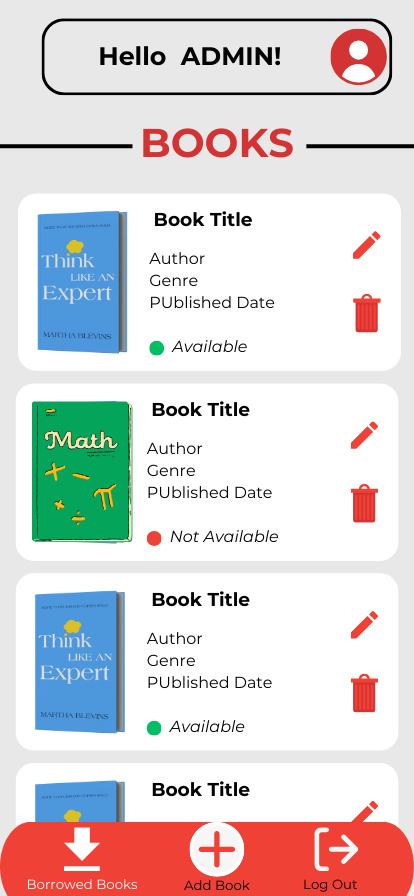 Hello ADMIN!
BOOKS
Book Title
Author
Genre
PUblished Date
Available
Think
LIKE AN
Expert
MARTHA BLEVINS
Book Title
Author
Genre
PUblished Date
Not Available
Math
Book Title
Author
Genre
PUblished Date
Available
Think
LIKE AN
Expert
MARTHA BLEVINS
Book Title
Borrowed Books
Add Book
Log Out